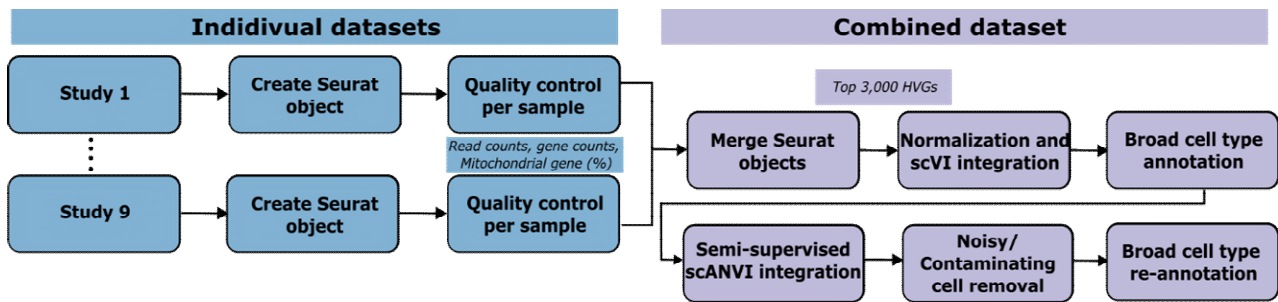 Indidivual datasets
Combined dataset
Study 1
Create Seurat
object
Quality control
per sample
Read counts, gene counts,
Mitochondrial gene (%)
Study 9
Create Seurat
object
Quality control
per sample
Top 3,000 HVGs
Merge Seurat
objects
Normalization and
scVI integration
Broad cell type
annotation
Semi-supervised
scANVI integration
Noisy/
Contaminating
cell removal
Broad cell type
re-annotation